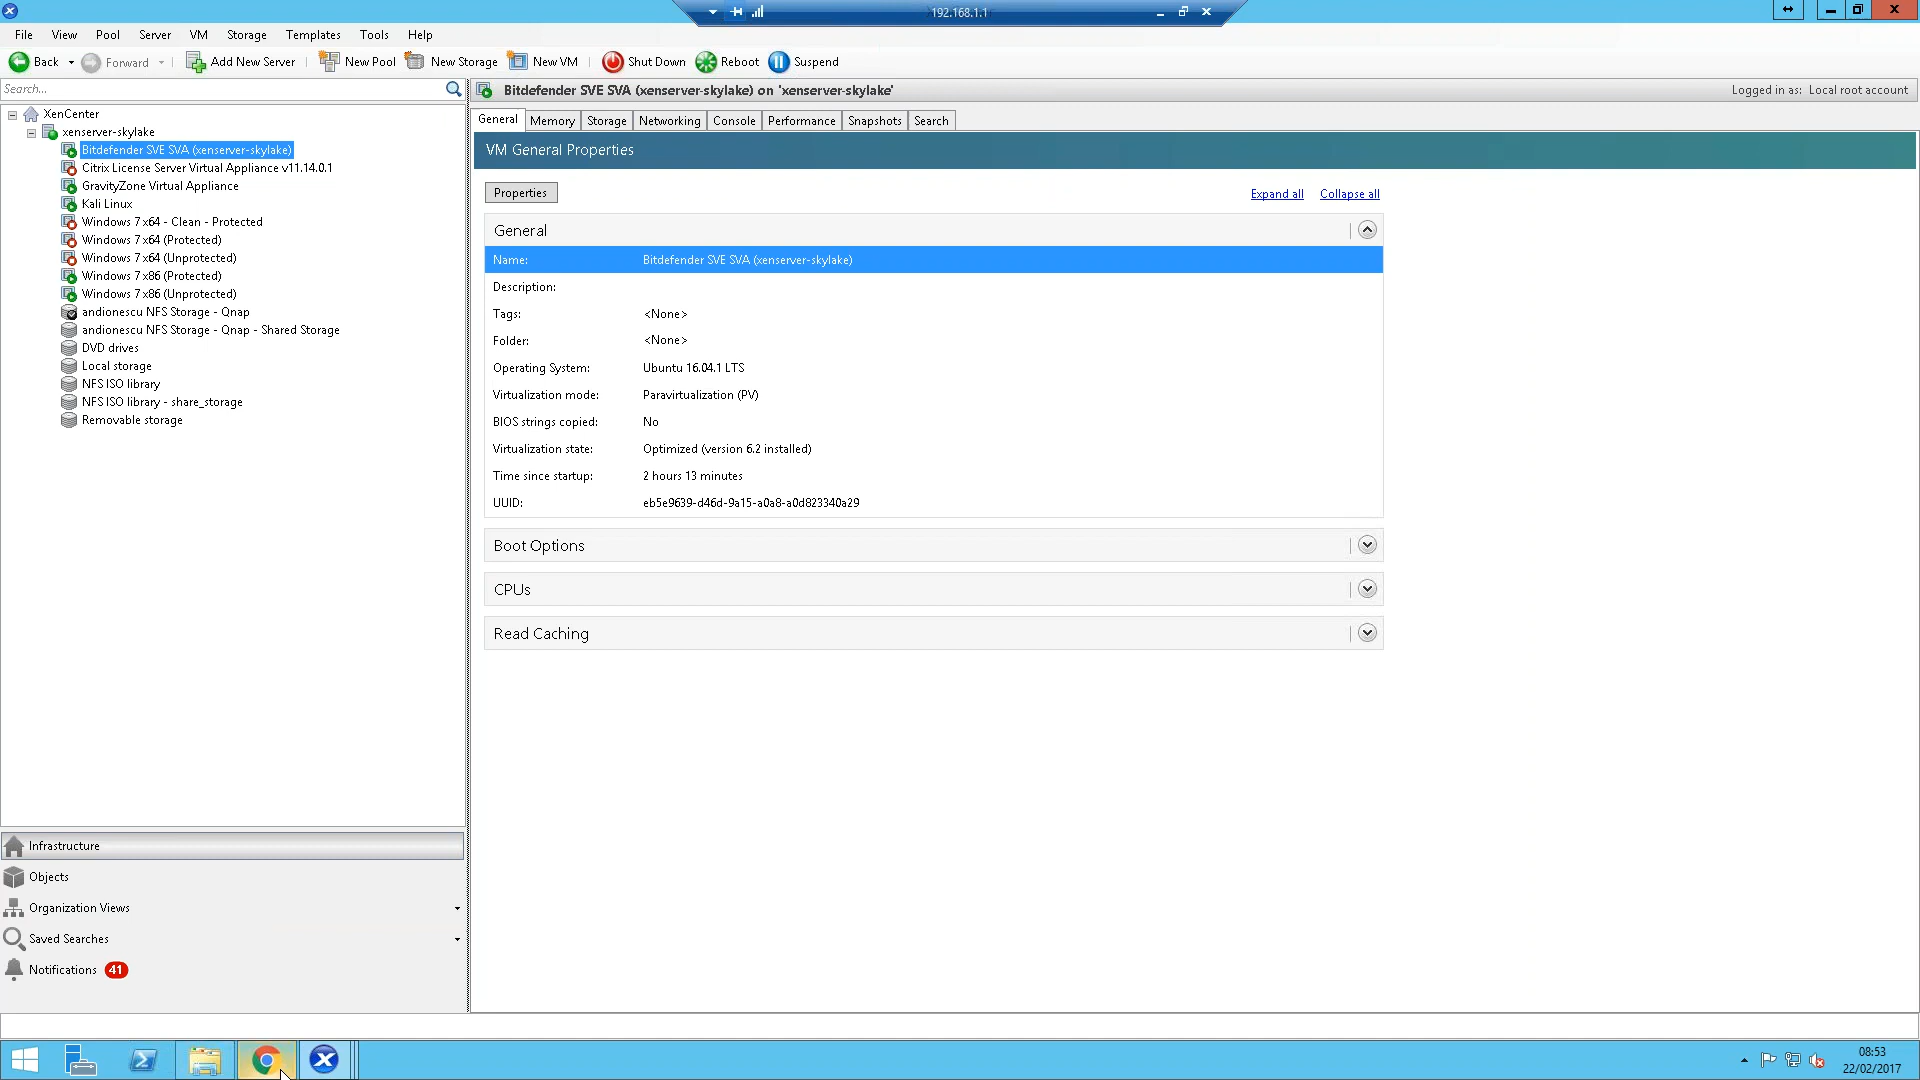 192.168.1.1
File View Pool Server VM Storage Templates Tools Help
Back Forward Add New Server New Pool New Storage New VM Shut Down Reboot Suspend
Search...
Bitdefender SVE SVA (xenserver-skylake) on 'xenserver-skylake'
Logged in as: Local root account
XenCenter
xenserver-skylake
Bitdefender SVE SVA (xenserver-skylake)
Citrix License Server Virtual Appliance v11.14.0.1
GravityZone Virtual Appliance
Kali Linux
Windows 7 x64 - Clean - Protected
Windows 7 x64 (Protected)
Windows 7 x64 (Unprotected)
Windows 7 x86 (Protected)
Windows 7 x86 (Unprotected)
andionescu NFS Storage - Qnap
andionescu NFS Storage - Qnap - Shared Storage
DVD drives
Local storage
NFS ISO library
NFS ISO library - share_storage
Removable storage
General Memory Storage Networking Console Performance Snapshots Search
VM General Properties
Properties
Expand all Collapse all
General
Name: Bitdefender SVE SVA (xenserver-skylake)
Description:
Tags: <None>
Folder: <None>
Operating System: Ubuntu 16.04.1 LTS
Virtualization mode: Paravirtualization (PV)
BIOS strings copied: No
Virtualization state: Optimized (version 6.2 installed)
Time since startup: 2 hours 13 minutes
UUID: eb5e9639-d46d-9a15-a0a8-a0d823340a29
Boot Options
CPUs
Read Caching
Infrastructure
Objects
Organization Views
Saved Searches
Notifications 41
08:53
22/02/2017